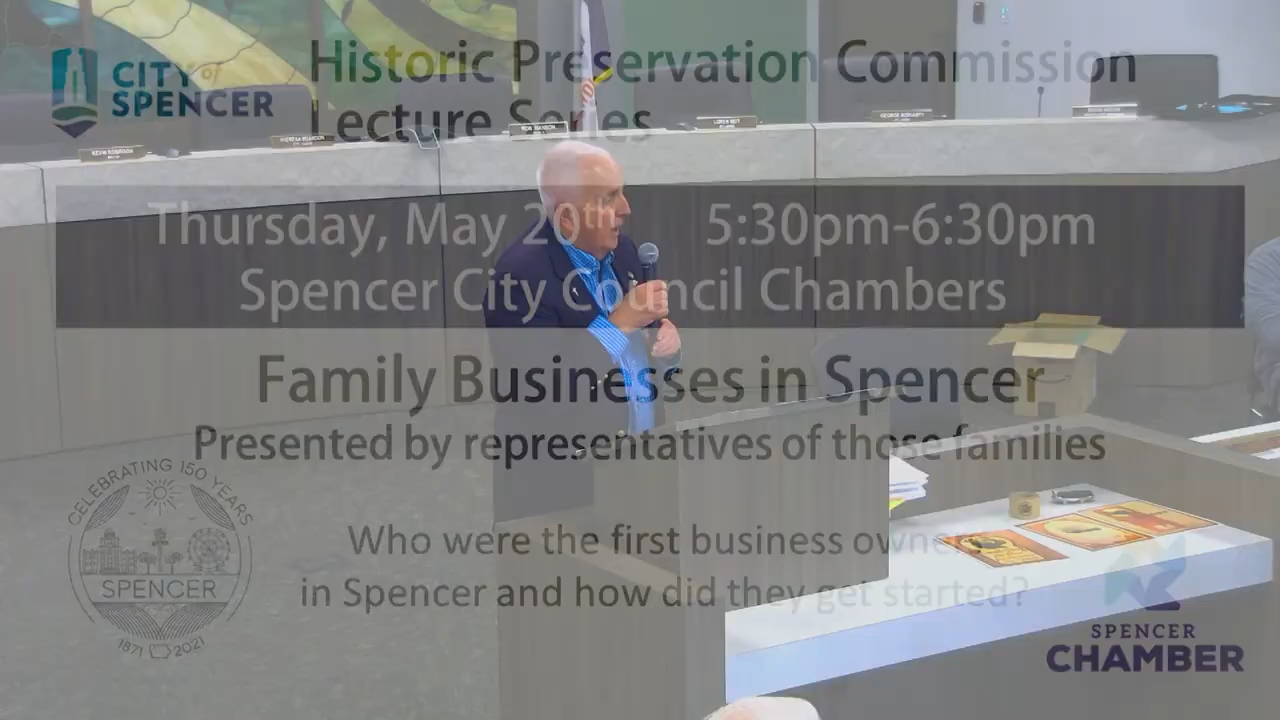 CITY of
SPENCER
Historic Preservation Commission
Lecture Series
Thursday, May 20th 5:30pm-6:30pm
Spencer City Council Chambers
Family Businesses in Spencer
Presented by representatives of those families
Who were the first business owne
in Spencer and how did they get started?
CELEBRATING 150 YEARS
SPENCER
1871 2021
SPENCER
CHAMBER